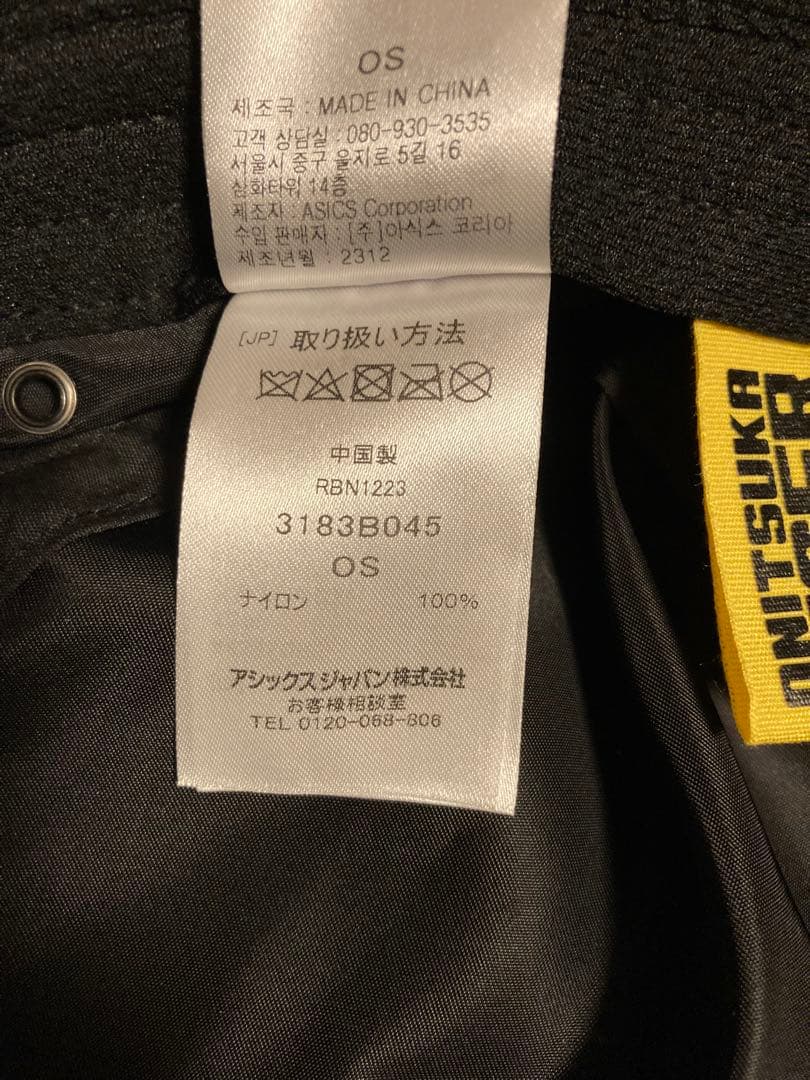 OS
제조국 : MADE IN CHINA
고객 상담실 : 080-930-3535
서울시 중구 을지로 5길 16
삼화타워 14층
제조자 : ASICS Corporation
수입 판매자 : [주]아식스 코리아
제조년월 : 2312
[JP] 取り扱い方法
中国製
RBN1223
3183B045
OS
ナイロン 100%
アシックスジャパン株式会社
お客様相談室
TEL 0120-068-806
ONITSUKA